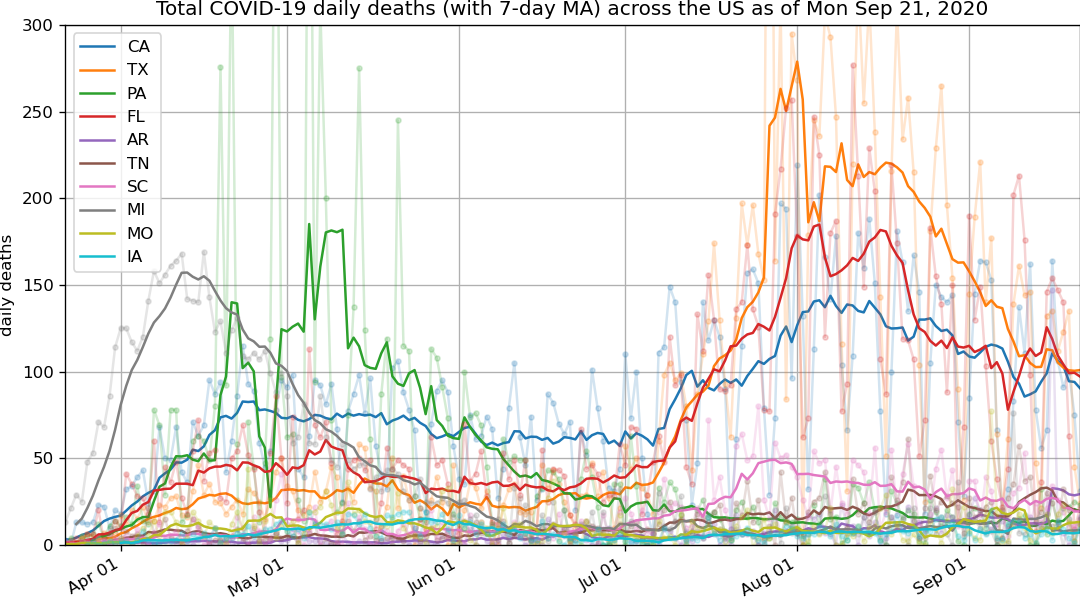 Total COVID-19 daily deaths (with 7-day MA) across the US as of Mon Sep 21, 2020
daily deaths
300
250
200
150
100
50
0
CA
TX
PA
FL
AR
TN
SC
MI
MO
IA
Apr 01
May 01
Jun 01
Jul 01
Aug 01
Sep 01